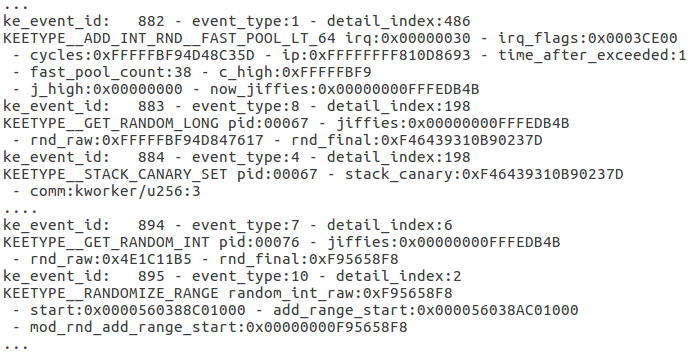 ...
ke_event_id:   882 - event_type:1 - detail_index:486
KEETYPE__ADD_INT_RND__FAST_POOL_LT_64 irq:0x00000030 - irq_flags:0x0003CE00
 - cycles:0xFFFFFBF94D48C35D - ip:0xFFFFFFFF810D8693 - time_after_exceeded:1
 - fast_pool_count:38 - c_high:0xFFFFFBF9
 - j_high:0x00000000 - now_jiffies:0x00000000FFFEDB4B
ke_event_id:   883 - event_type:8 - detail_index:198
KEETYPE__GET_RANDOM_LONG pid:00067 - jiffies:0x00000000FFFEDB4B
 - rnd_raw:0xFFFFFBF94D847617 - rnd_final:0xF46439310B90237D
ke_event_id:   884 - event_type:4 - detail_index:198
KEETYPE__STACK_CANARY_SET pid:00067 - stack_canary:0xF46439310B90237D
 - comm:kworker/u256:3
....
ke_event_id:   894 - event_type:7 - detail_index:6
KEETYPE__GET_RANDOM_INT pid:00076 - jiffies:0x00000000FFFEDB4B
 - rnd_raw:0x4E1C11B5 - rnd_final:0xF95658F8
ke_event_id:   895 - event_type:10 - detail_index:2
KEETYPE__RANDOMIZE_RANGE random_int_raw:0xF95658F8
 - start:0x0000560388C01000 - add_range_start:0x000056038AC01000
 - mod_rnd_add_range_start:0x00000000F95658F8
...